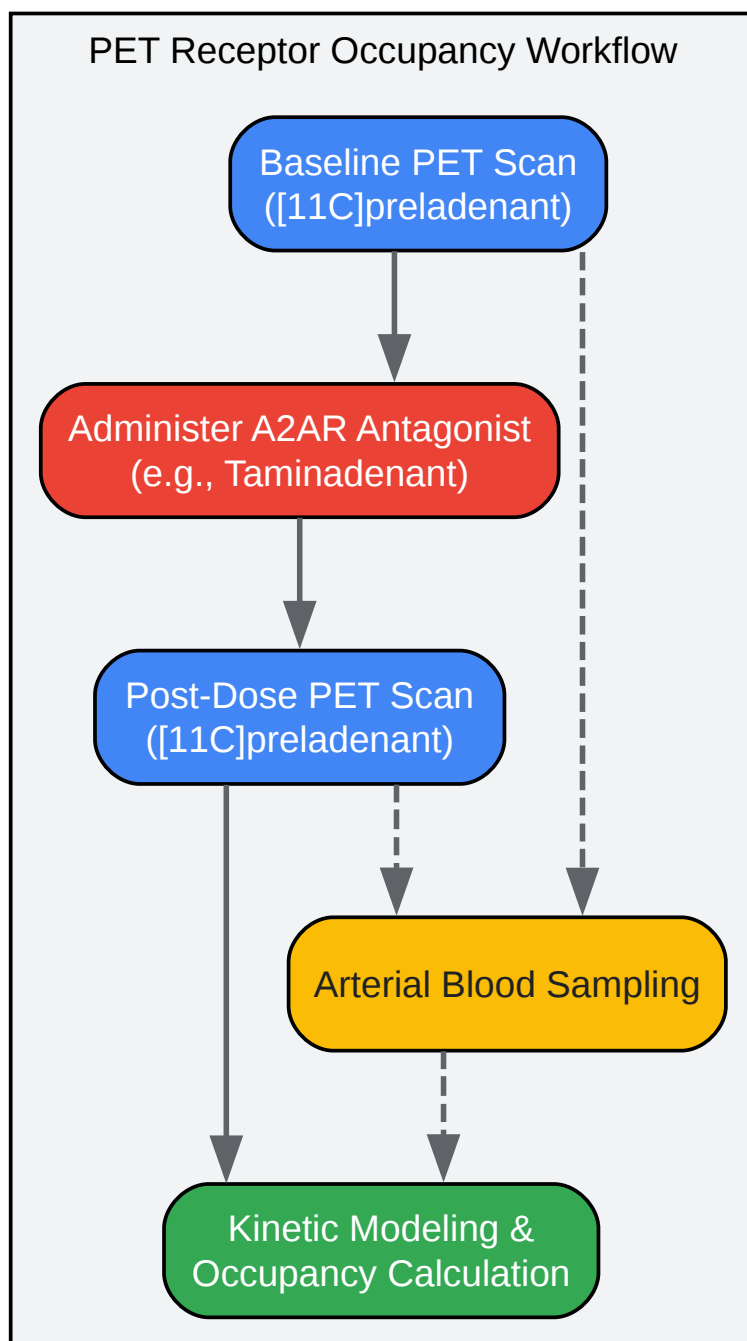 PET Receptor Occupancy Workflow
Baseline PET Scan
([11C]preladenant)
Administer A2AR Antagonist
(e.g., Taminadenant)
Post-Dose PET Scan
([11C]preladenant)
Arterial Blood Sampling
Kinetic Modeling &
Occupancy Calculation